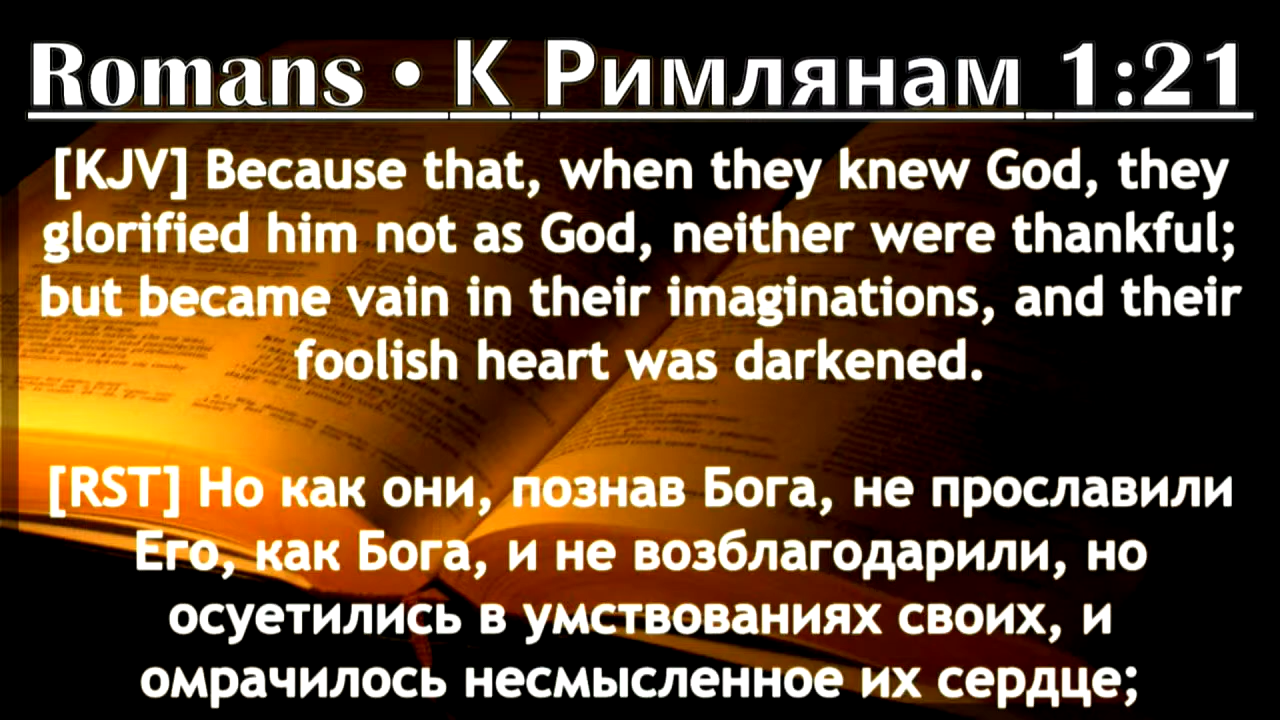 Romans • К Римлянам 1:21
[KJV] Because that, when they knew God, they
glorified him not as God, neither were thankful;
but became vain in their imaginations, and their
foolish heart was darkened.
[RST] Но как они, познав Бога, не прославили
Его, как Бога, и не возблагодарили, но
осуетились в умствованиях своих, и
омрачилось несмысленное их сердце;